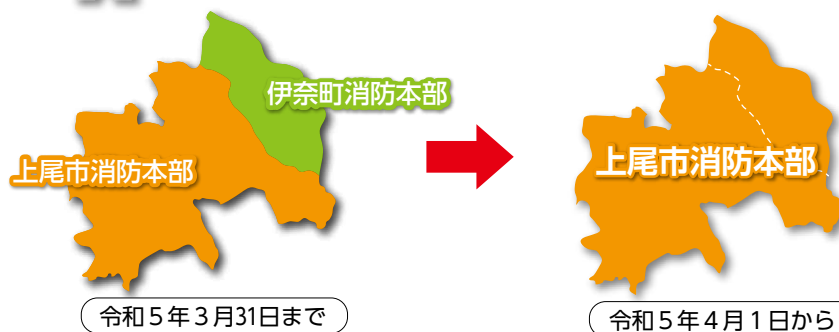 伊奈町消防本部
上尾市消防本部
令和5年3月31日まで
上尾市消防本部
令和5年4月1日から